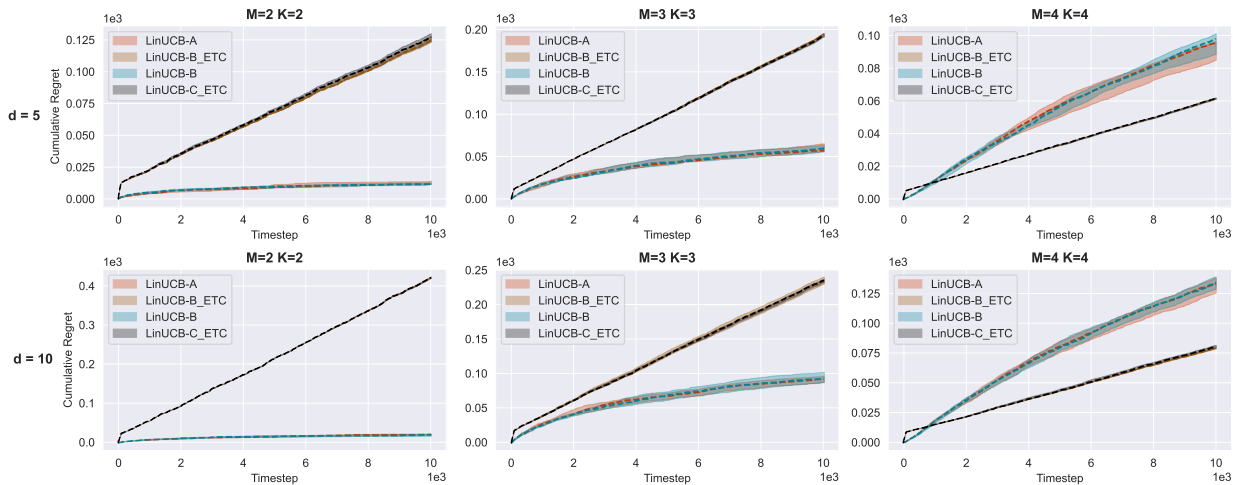 M=2 K=2
1e3
0.125
0.100
0.075
0.050
0.025
0.000
Cumulative Regret
d = 5
LinUCB-A
LinUCB-B_ETC
LinUCB-B
LinUCB-C_ETC
0 2 4 6 8 10
Timestep
1e3
M=3 K=3
1e3
0.20
0.15
0.10
0.05
0.00
LinUCB-A
LinUCB-B_ETC
LinUCB-B
LinUCB-C_ETC
0 2 4 6 8 10
Timestep
1e3
M=4 K=4
1e3
0.10
0.08
0.06
0.04
0.02
0.00
LinUCB-A
LinUCB-B_ETC
LinUCB-B
LinUCB-C_ETC
0 2 4 6 8 10
Timestep
1e3
M=2 K=2
1e3
0.4
0.3
0.2
0.1
0.0
Cumulative Regret
d = 10
LinUCB-A
LinUCB-B_ETC
LinUCB-B
LinUCB-C_ETC
0 2 4 6 8 10
Timestep
1e3
M=3 K=3
1e3
0.25
0.20
0.15
0.10
0.05
0.00
LinUCB-A
LinUCB-B_ETC
LinUCB-B
LinUCB-C_ETC
0 2 4 6 8 10
Timestep
1e3
M=4 K=4
1e3
0.125
0.100
0.075
0.050
0.025
0.000
LinUCB-A
LinUCB-B_ETC
LinUCB-B
LinUCB-C_ETC
0 2 4 6 8 10
Timestep
1e3